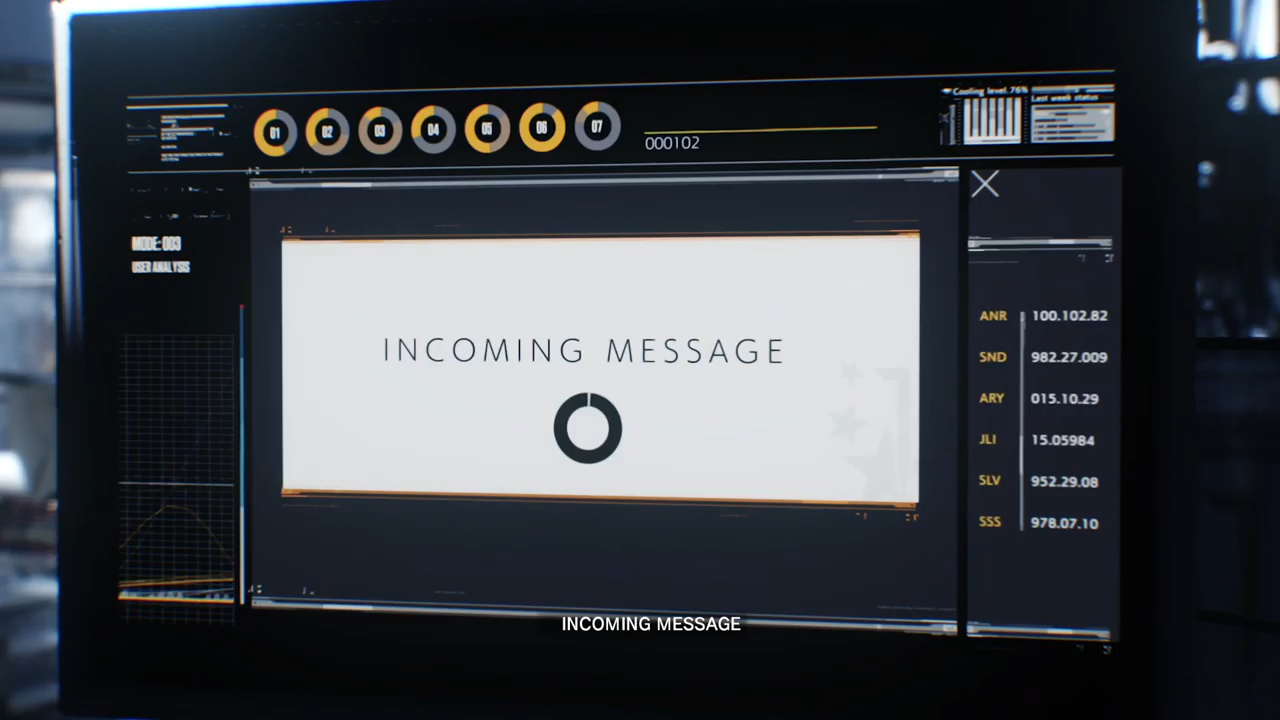 01 02 03 04 05 06 07
000102
Cooling level 76%
Last week status
MODE: 003
USER ANALYSIS
INCOMING MESSAGE
ANR 100.102.82
SND 982.27.009
ARY 015.10.29
JLI 15.05984
SLV 952.29.08
SSS 978.07.10
INCOMING MESSAGE